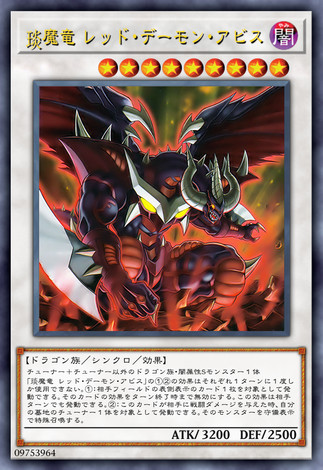 琰魔竜 レッド・デーモン・アビス
やみ
闇
【ドラゴン族／シンクロ／効果】
チューナー＋チューナー以外のドラゴン族・闇属性Sモンスター１体
「琰魔竜 レッド・デーモン・アビス」の①②の効果はそれぞれ１ターンに１度し
か使用できない。①：相手フィールドの表側表示のカード１枚を対象として発
動できる。そのカードの効果をターン終了時まで無効にする。この効果は相手
ターンでも発動できる。②：このカードが相手に戦闘ダメージを与えた時、自分
の墓地のチューナー１体を対象として発動できる。そのモンスターを守備表示
で特殊召喚する。
ATK/ 3200 DEF/2500
09753964